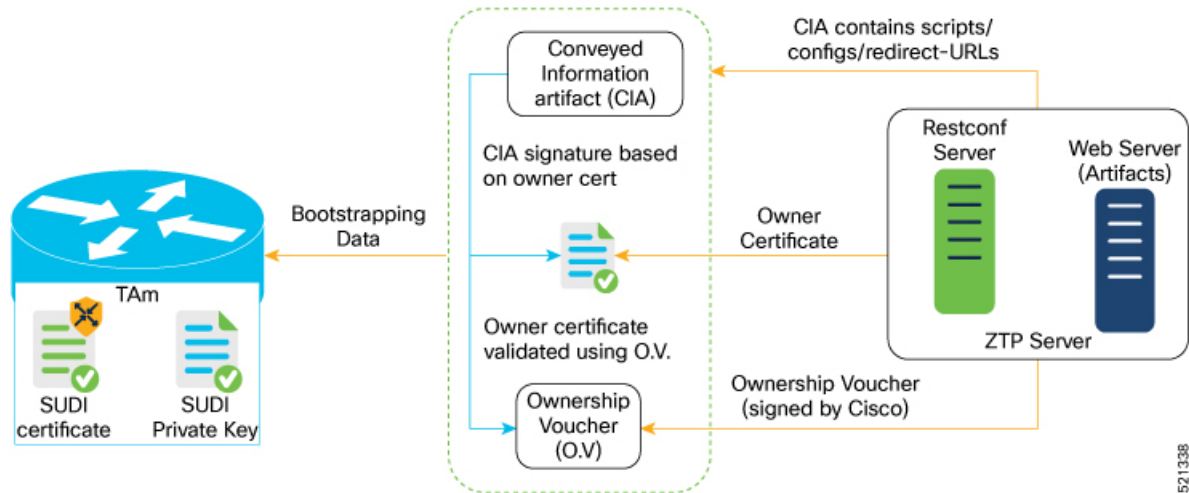 CIA contains scripts/
configs/redirect-URLs
Conveyed
Information
artifact (CIA)
Restconf
Server
Web Server
(Artifacts)
CIA signature based
on owner cert
Bootstrapping
Data
Owner
Certificate
TAm
Owner certificate
validated using O.V.
ZTP Server
SUDI
certificate
SUDI
Private Key
Ownership
Voucher
(O.V)
Ownership Voucher
(signed by Cisco)
521338